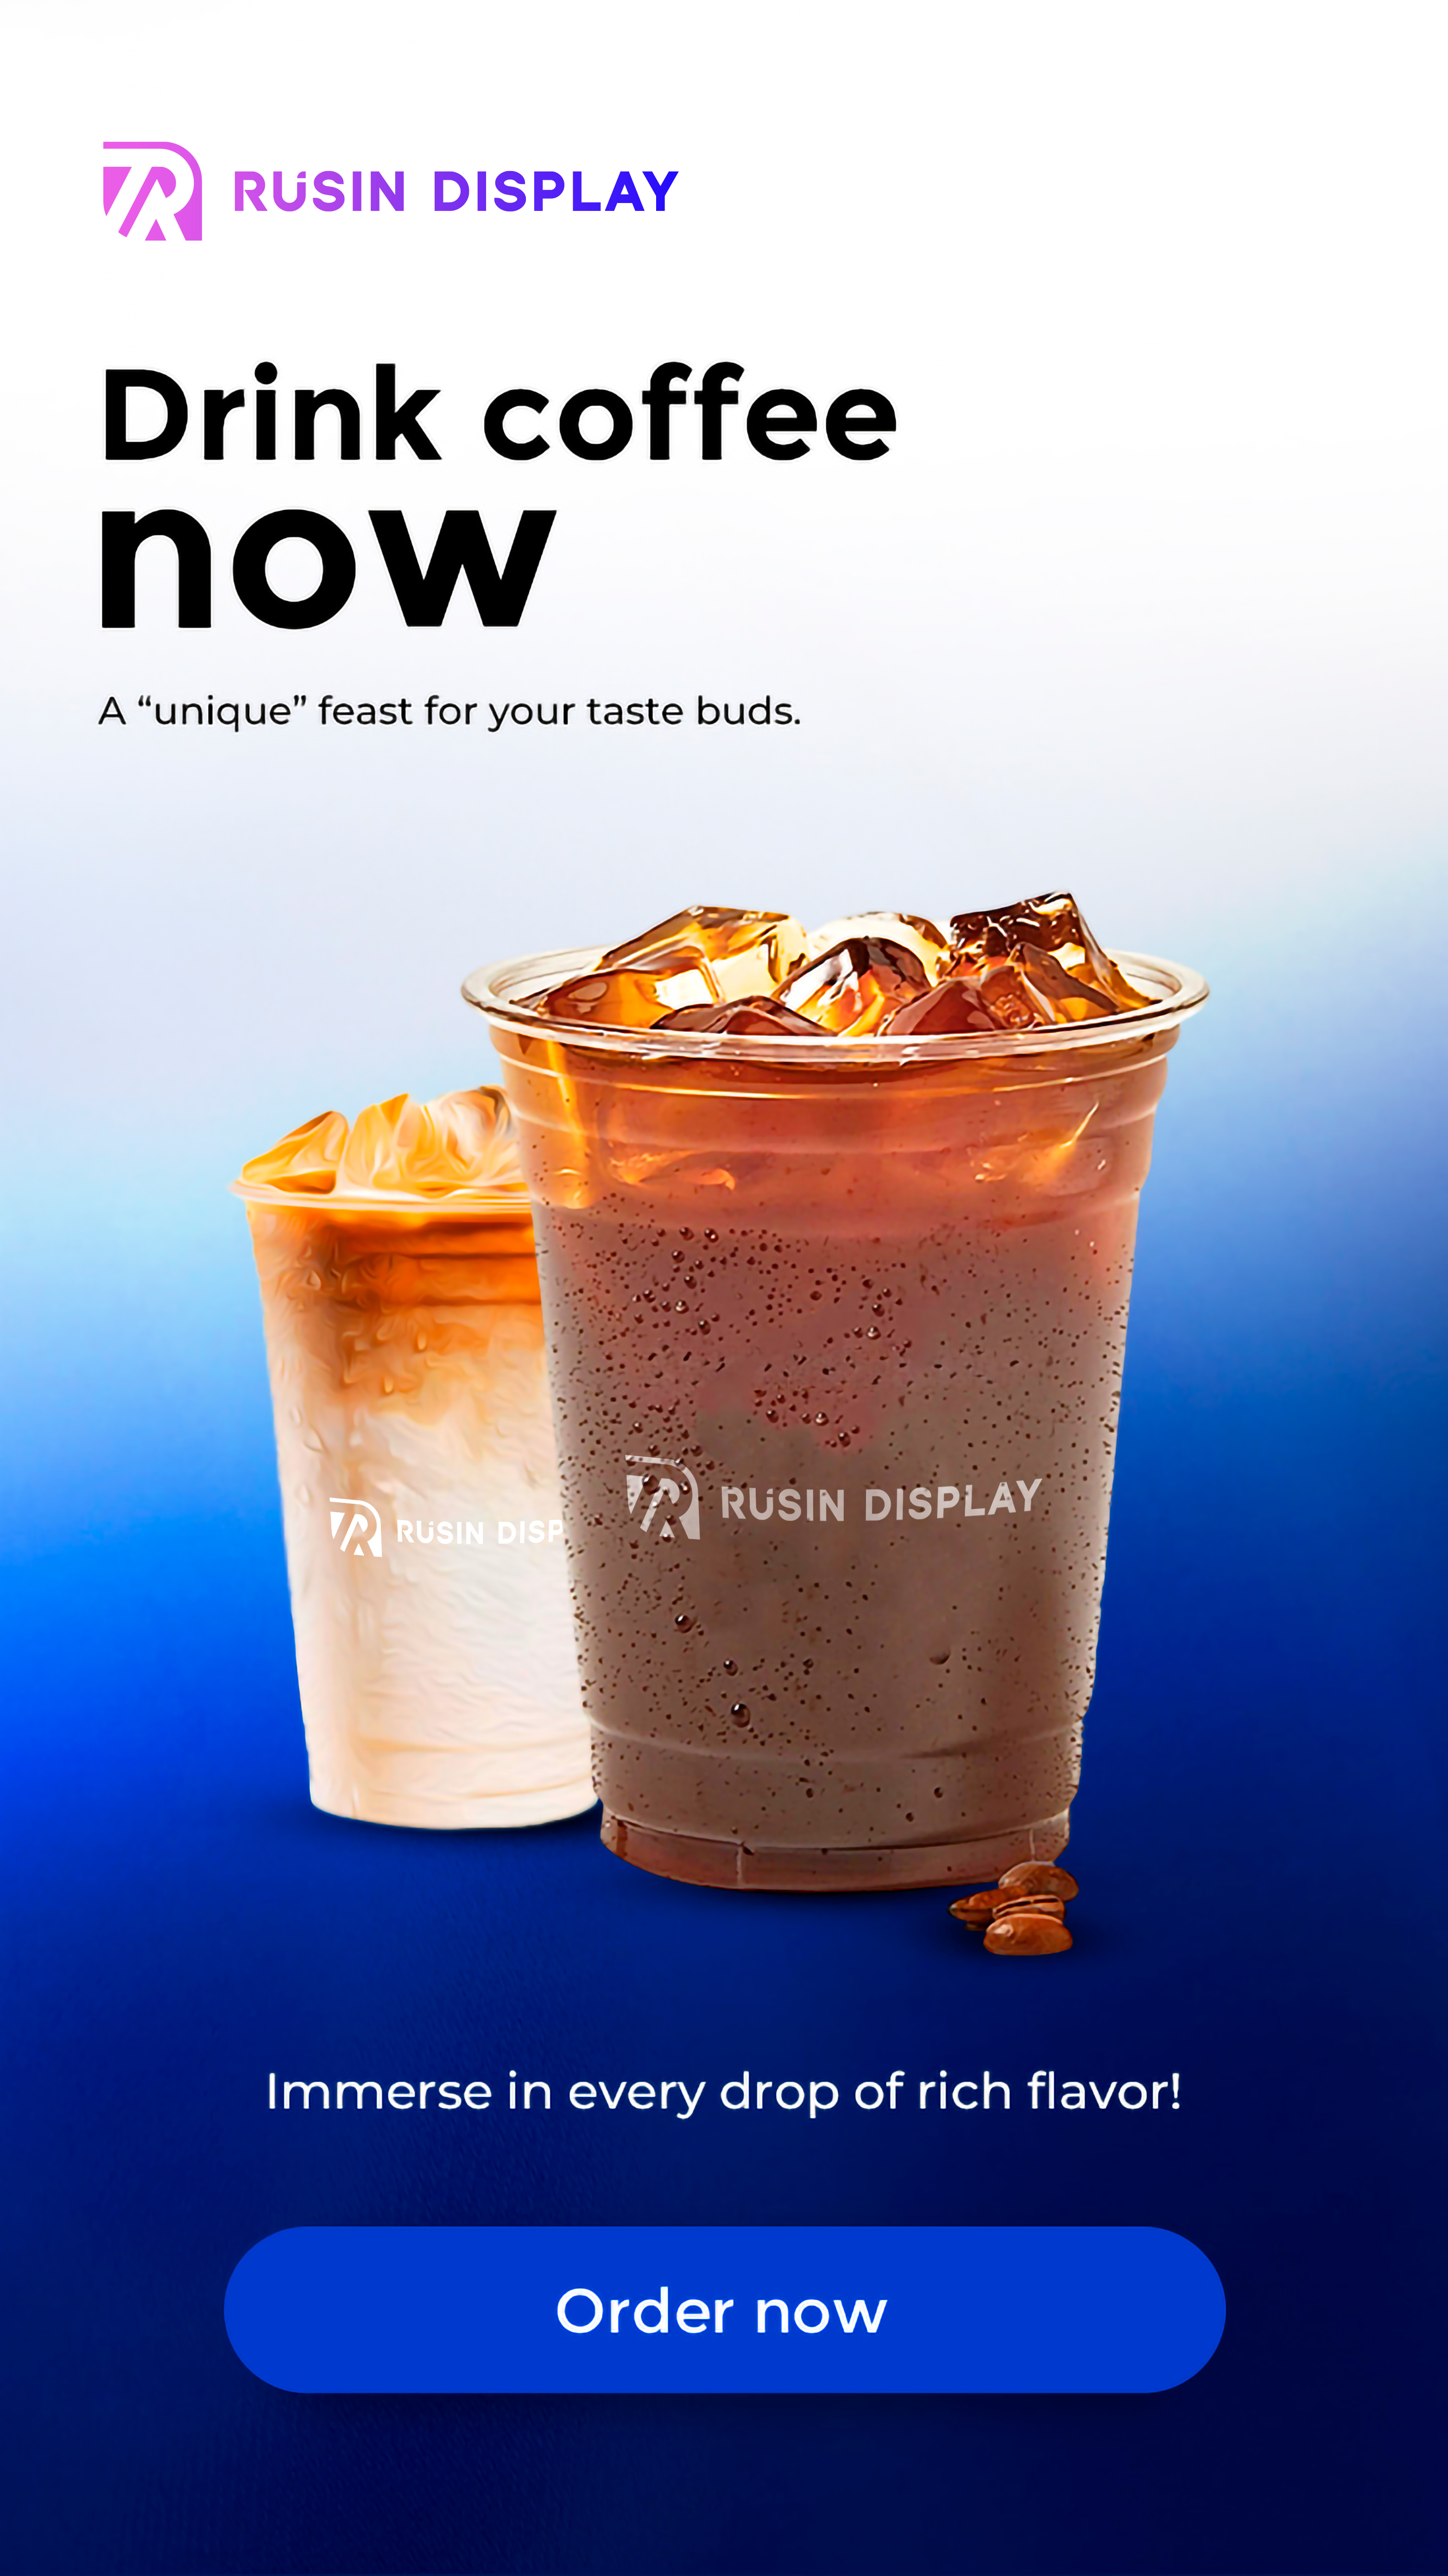 RUSIN DISPLAY
Drink coffee
now
A “unique” feast for your taste buds.
RUSIN DISP
RUSIN DISPLAY
Immerse in every drop of rich flavor!
Order now